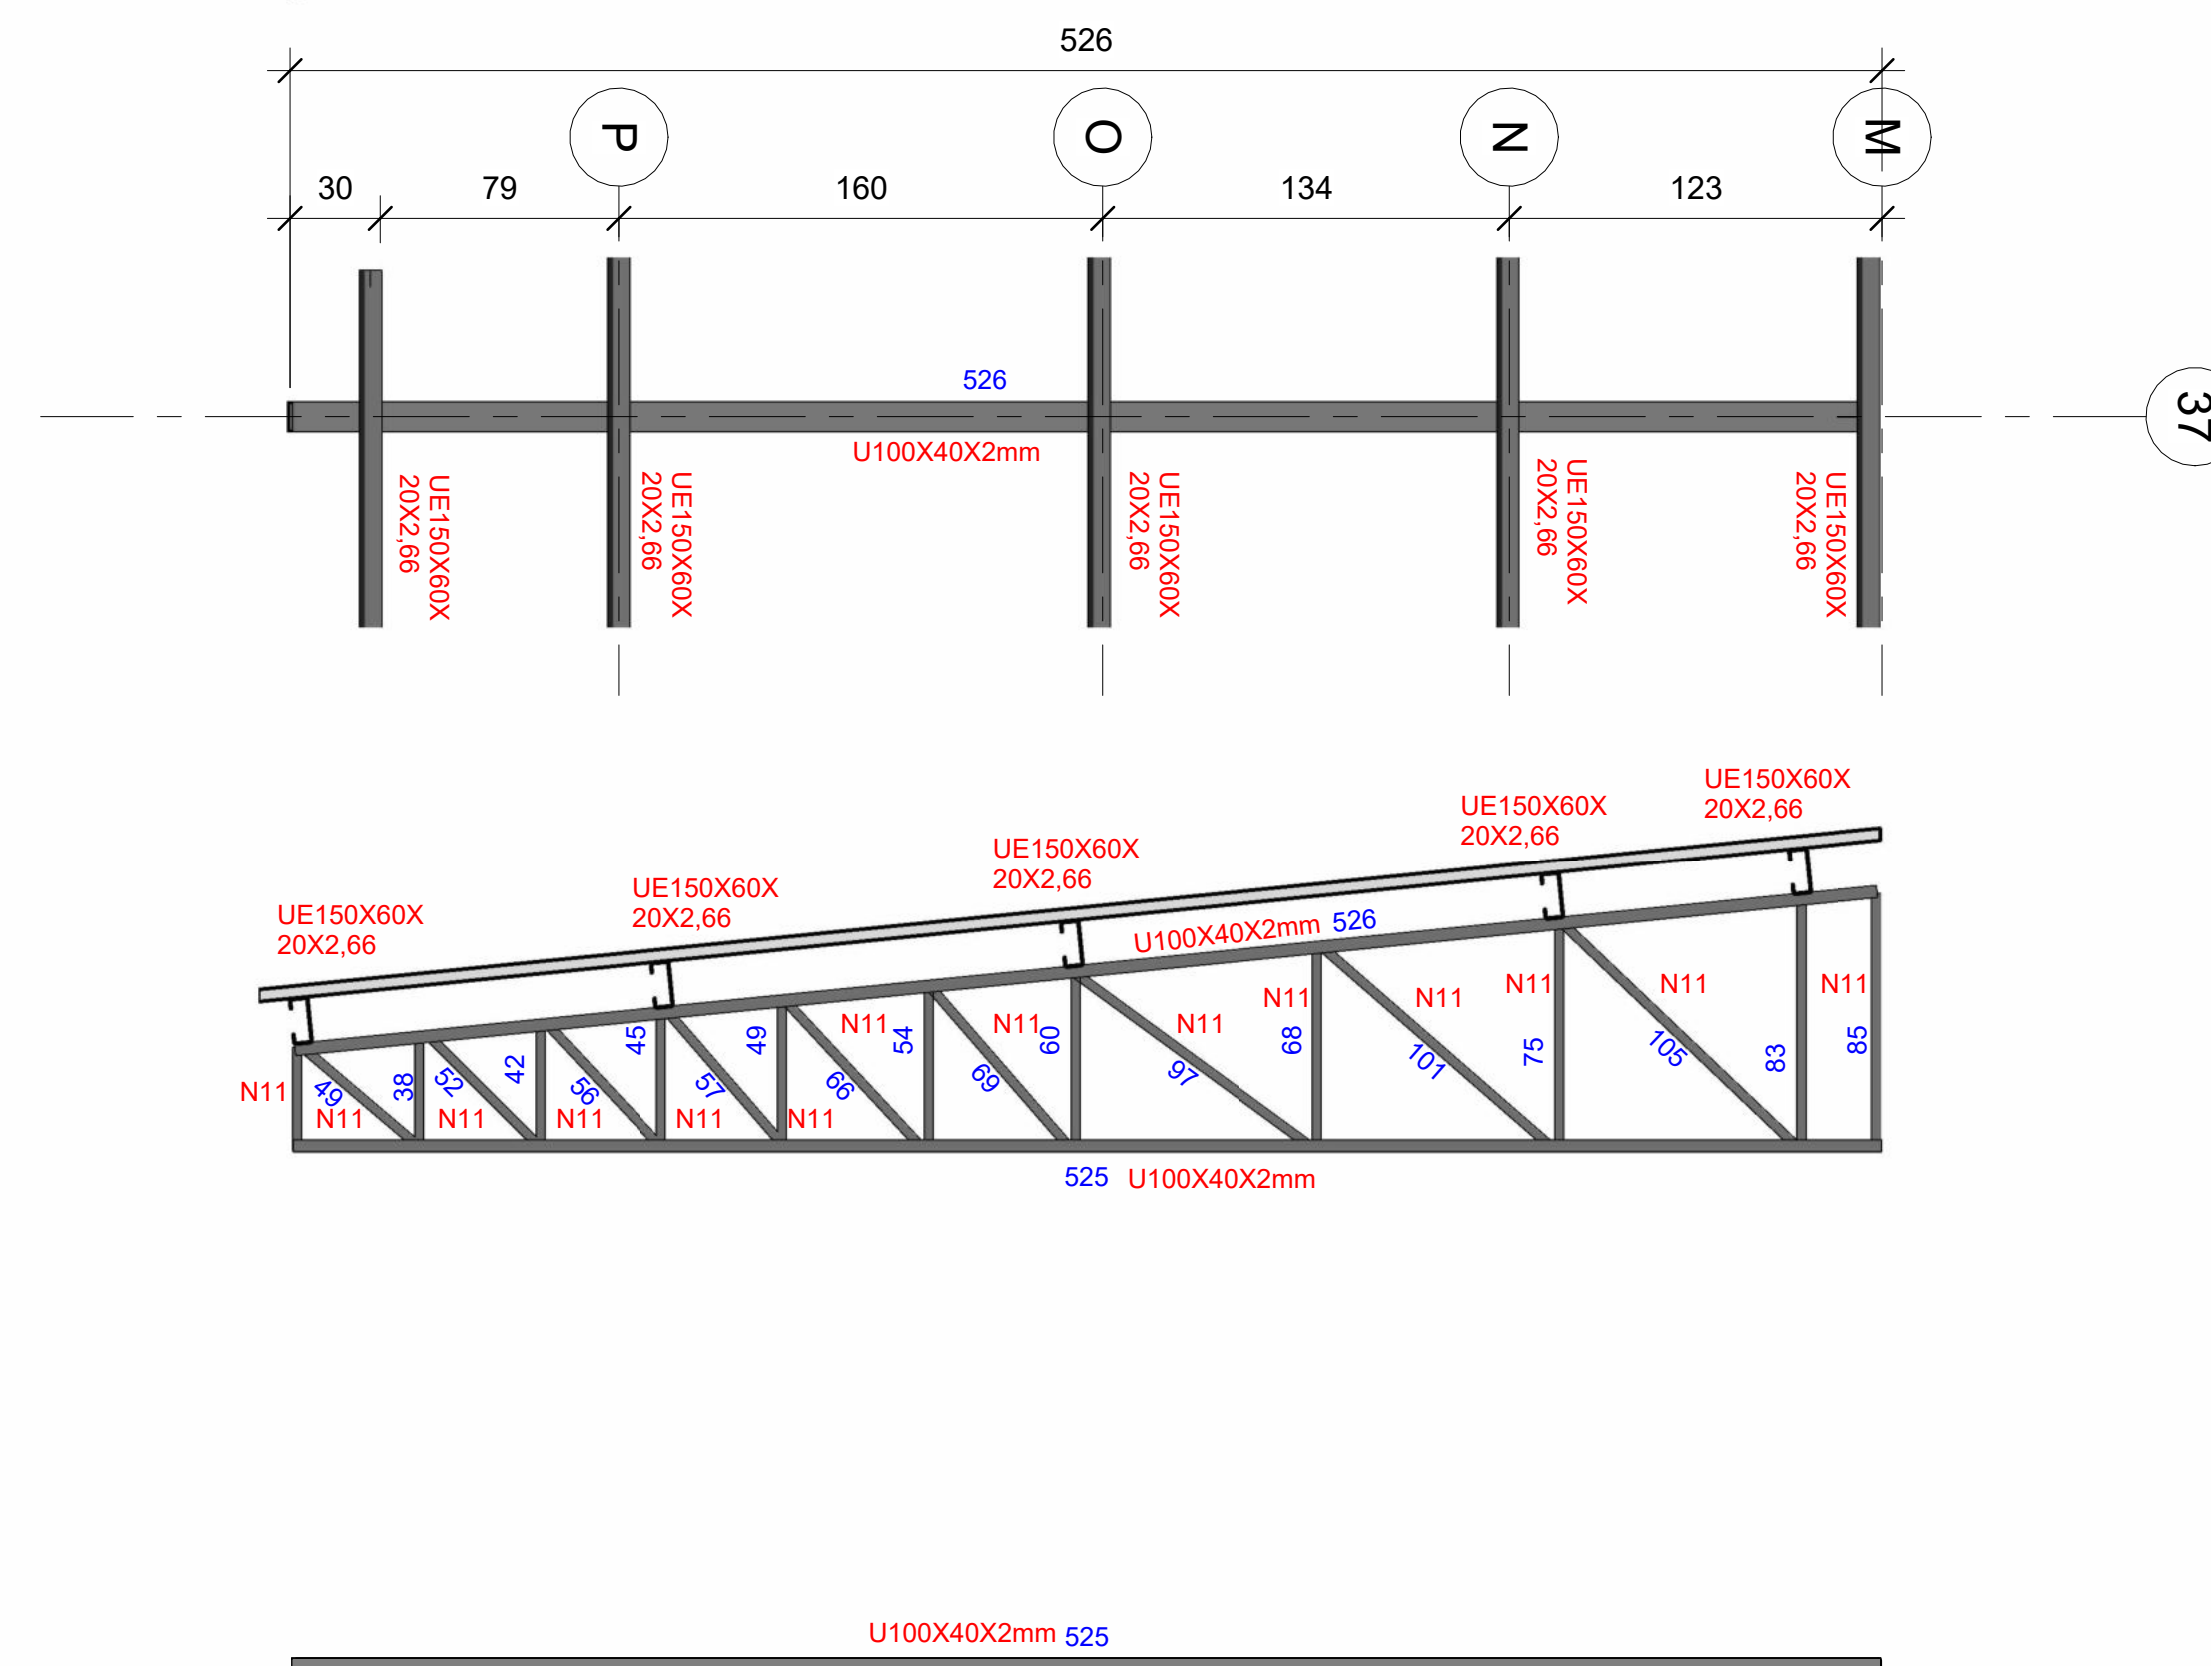 526
P
O
N
M
30
79
160
134
123
526
U100X40X2mm
37
UE150X60X
20X2,66
UE150X60X
20X2,66
UE150X60X
20X2,66
UE150X60X
20X2,66
UE150X60X
20X2,66
UE150X60X
20X2,66
UE150X60X
20X2,66
UE150X60X
20X2,66
UE150X60X
20X2,66
UE150X60X
20X2,66
U100X40X2mm 526
N11
49
N11
38
52
N11
42
56
N11
45
57
N11
49
66
N11
N11
54
69
N11
60
97
N11
N11
68
101
N11
N11
75
105
N11
83
N11
85
525 U100X40X2mm
U100X40X2mm 525